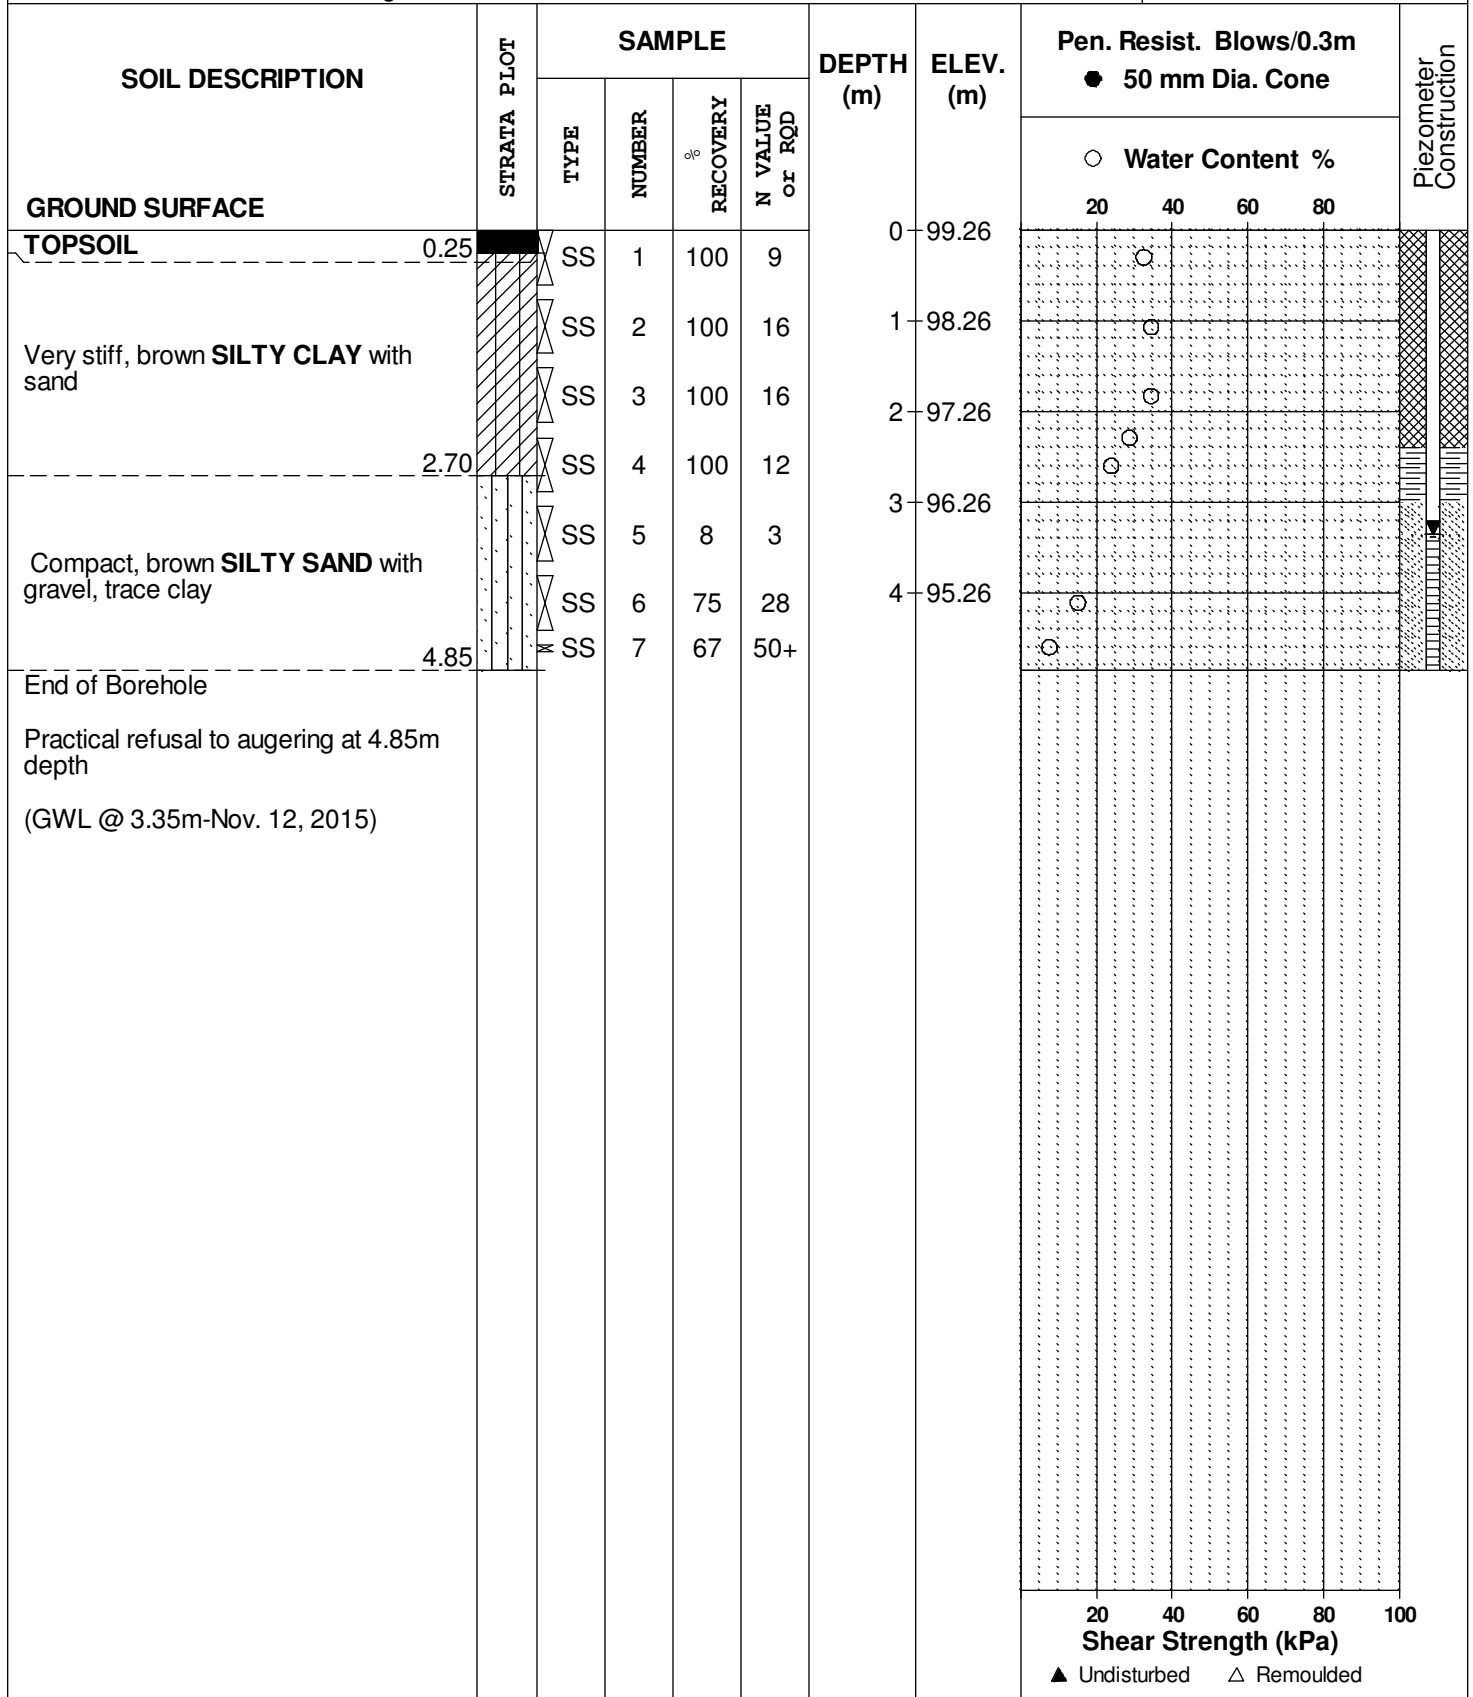 SOIL DESCRIPTION
GROUND SURFACE
STRATA PLOT
SAMPLE
TYPE
NUMBER
% RECOVERY
N VALUE or RQD
DEPTH (m)
ELEV. (m)
Pen. Resist. Blows/0.3m
● 50 mm Dia. Cone
○ Water Content %
20 40 60 80
Piezometer Construction
TOPSOIL 0.25
SS 1 100 9
0 99.26
SS 2 100 16
1 98.26
Very stiff, brown SILTY CLAY with
sand
SS 3 100 16
2 97.26
2.70
SS 4 100 12
3 96.26
SS 5 8 3
Compact, brown SILTY SAND with
gravel, trace clay
SS 6 75 28
4 95.26
SS 7 67 50+
4.85
End of Borehole
Practical refusal to augering at 4.85m
depth
(GWL @ 3.35m-Nov. 12, 2015)
20 40 60 80 100
Shear Strength (kPa)
▲ Undisturbed △ Remoulded